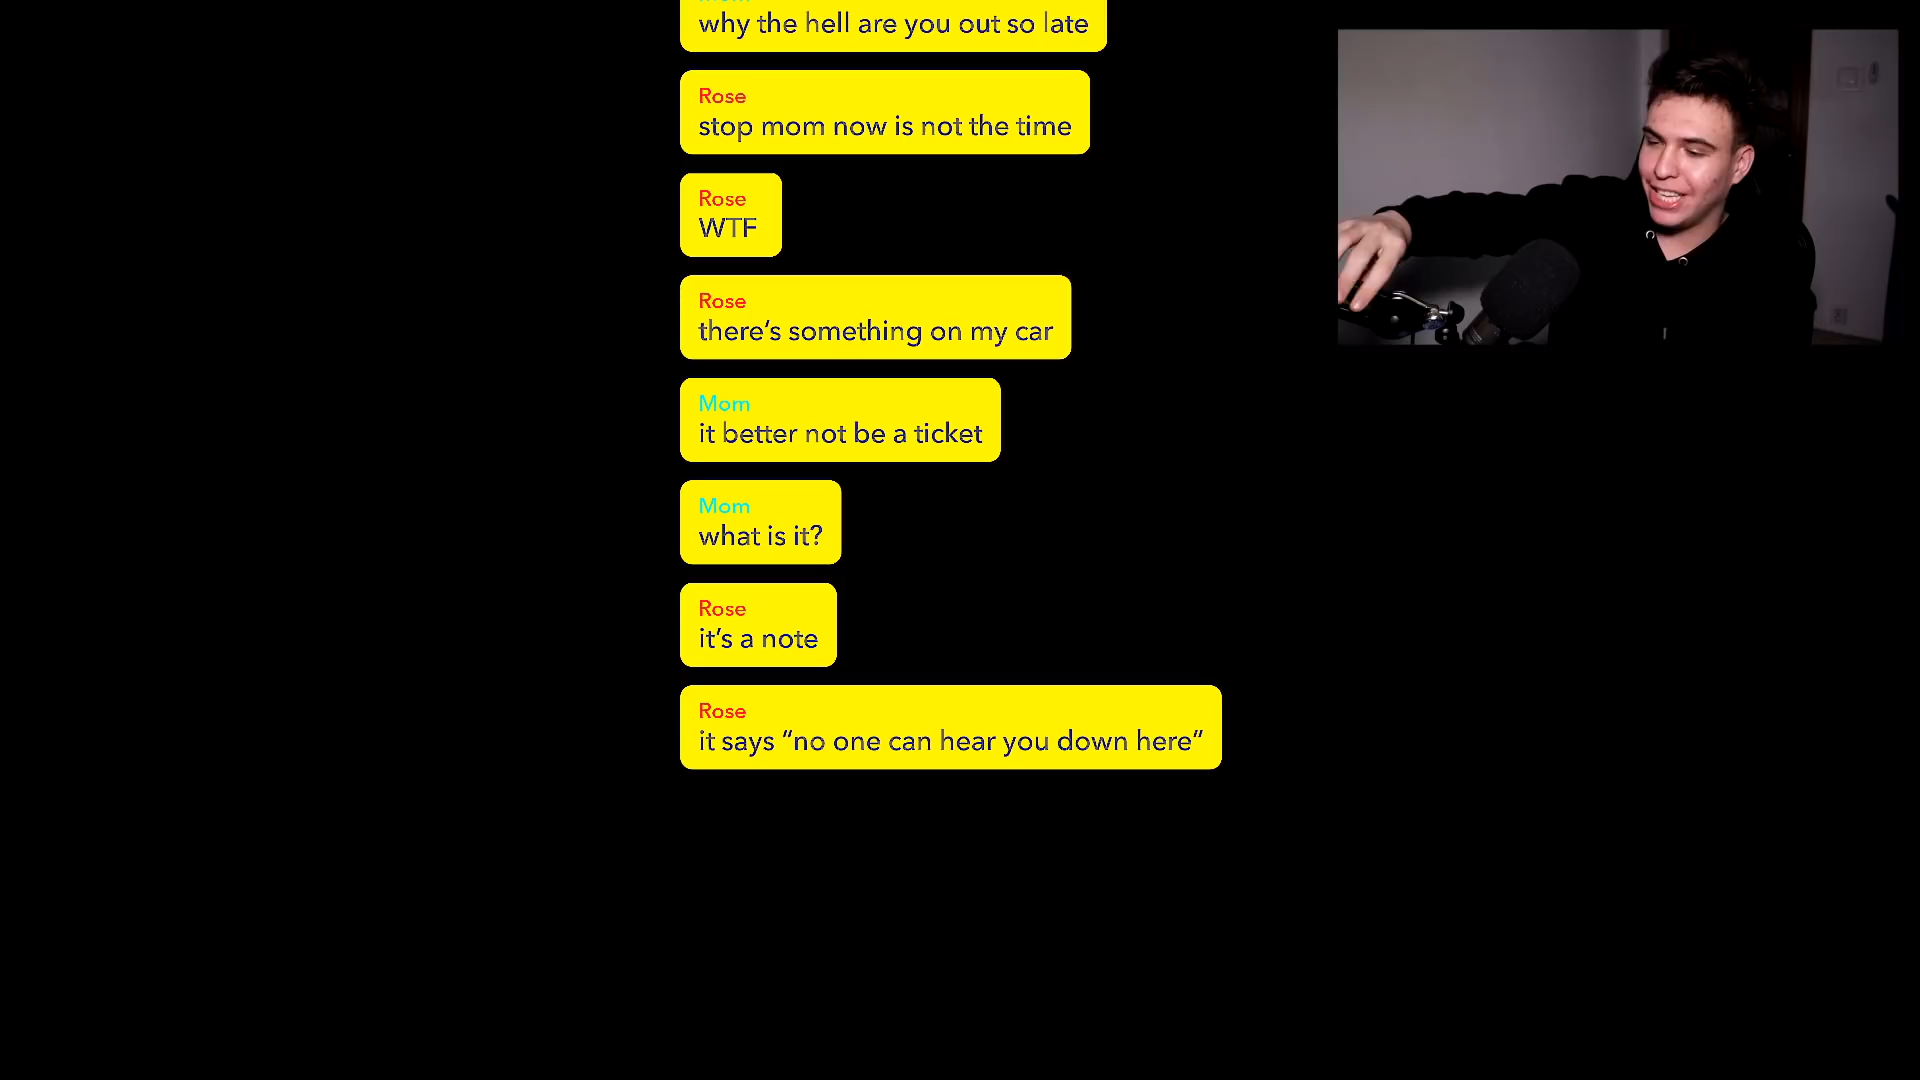 why the hell are you out so late
Rose
stop mom now is not the time
Rose
WTF
Rose
there's something on my car
Mom
it better not be a ticket
Mom
what is it?
Rose
it's a note
Rose
it says “no one can hear you down here”